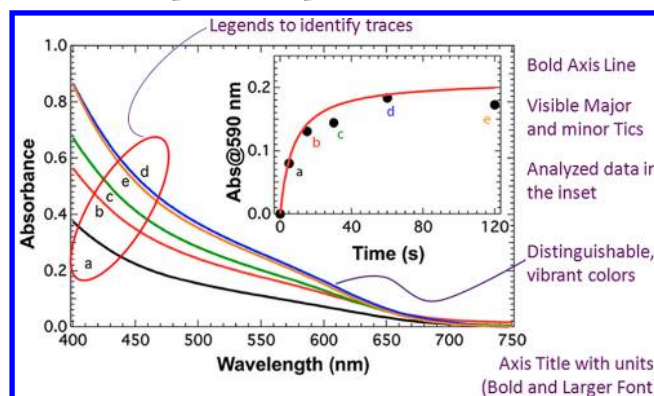 Legends to identify traces
1.0
0.8
0.6
0.4
0.2
0.0
Absorbance
400
450
500
550
600
650
700
750
Wavelength (nm)
d
e
c
b
a
0.2
0.1
0.0
Abs@590 nm
0
40
80
120
Time (s)
a
b
c
d
e
Bold Axis Line
Visible Major
and minor Tics
Analyzed data in
the inset
Distinguishable,
vibrant colors
Axis Title with units
(Bold and Larger Font